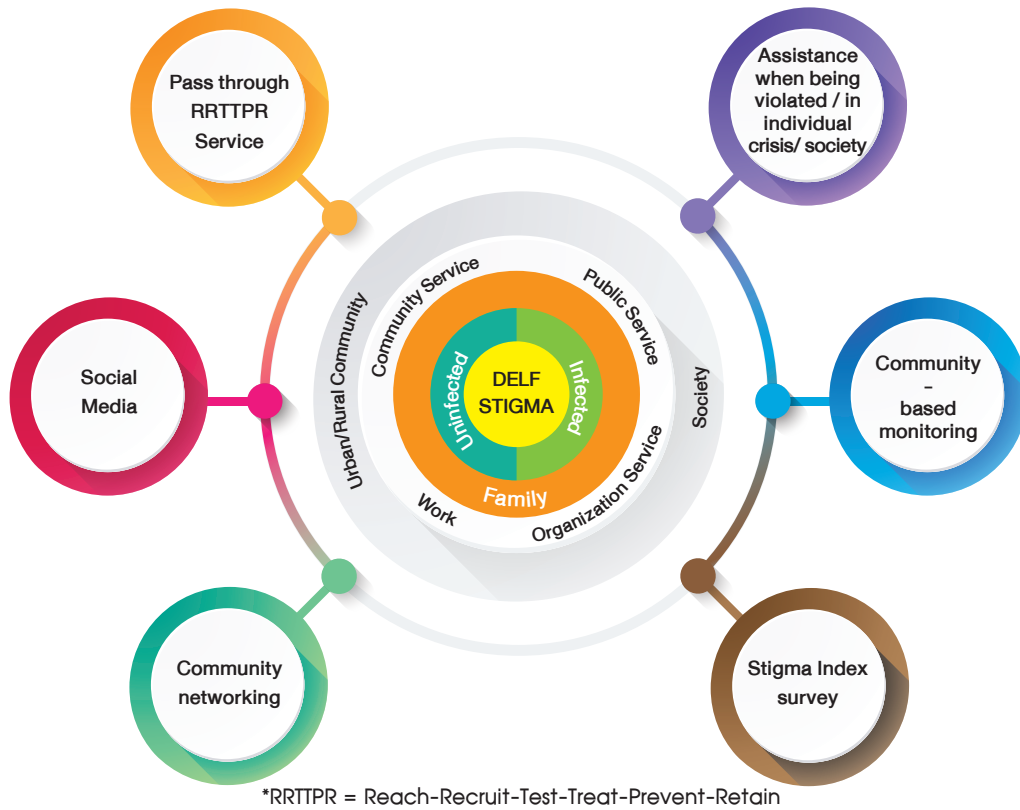 Pass through
RRTTPR
Service
Assistance
when being
violated / in
individual
crisis/ society
Social
Media
Community
–
based
monitoring
Community
networking
Stigma Index
survey
Urban/Rural Community
Society
Community Service
Public Service
Work
Organization Service
Family
Uninfected
Infected
DELF
STIGMA
*RRTTPR = Reach-Recruit-Test-Treat-Prevent-Retain